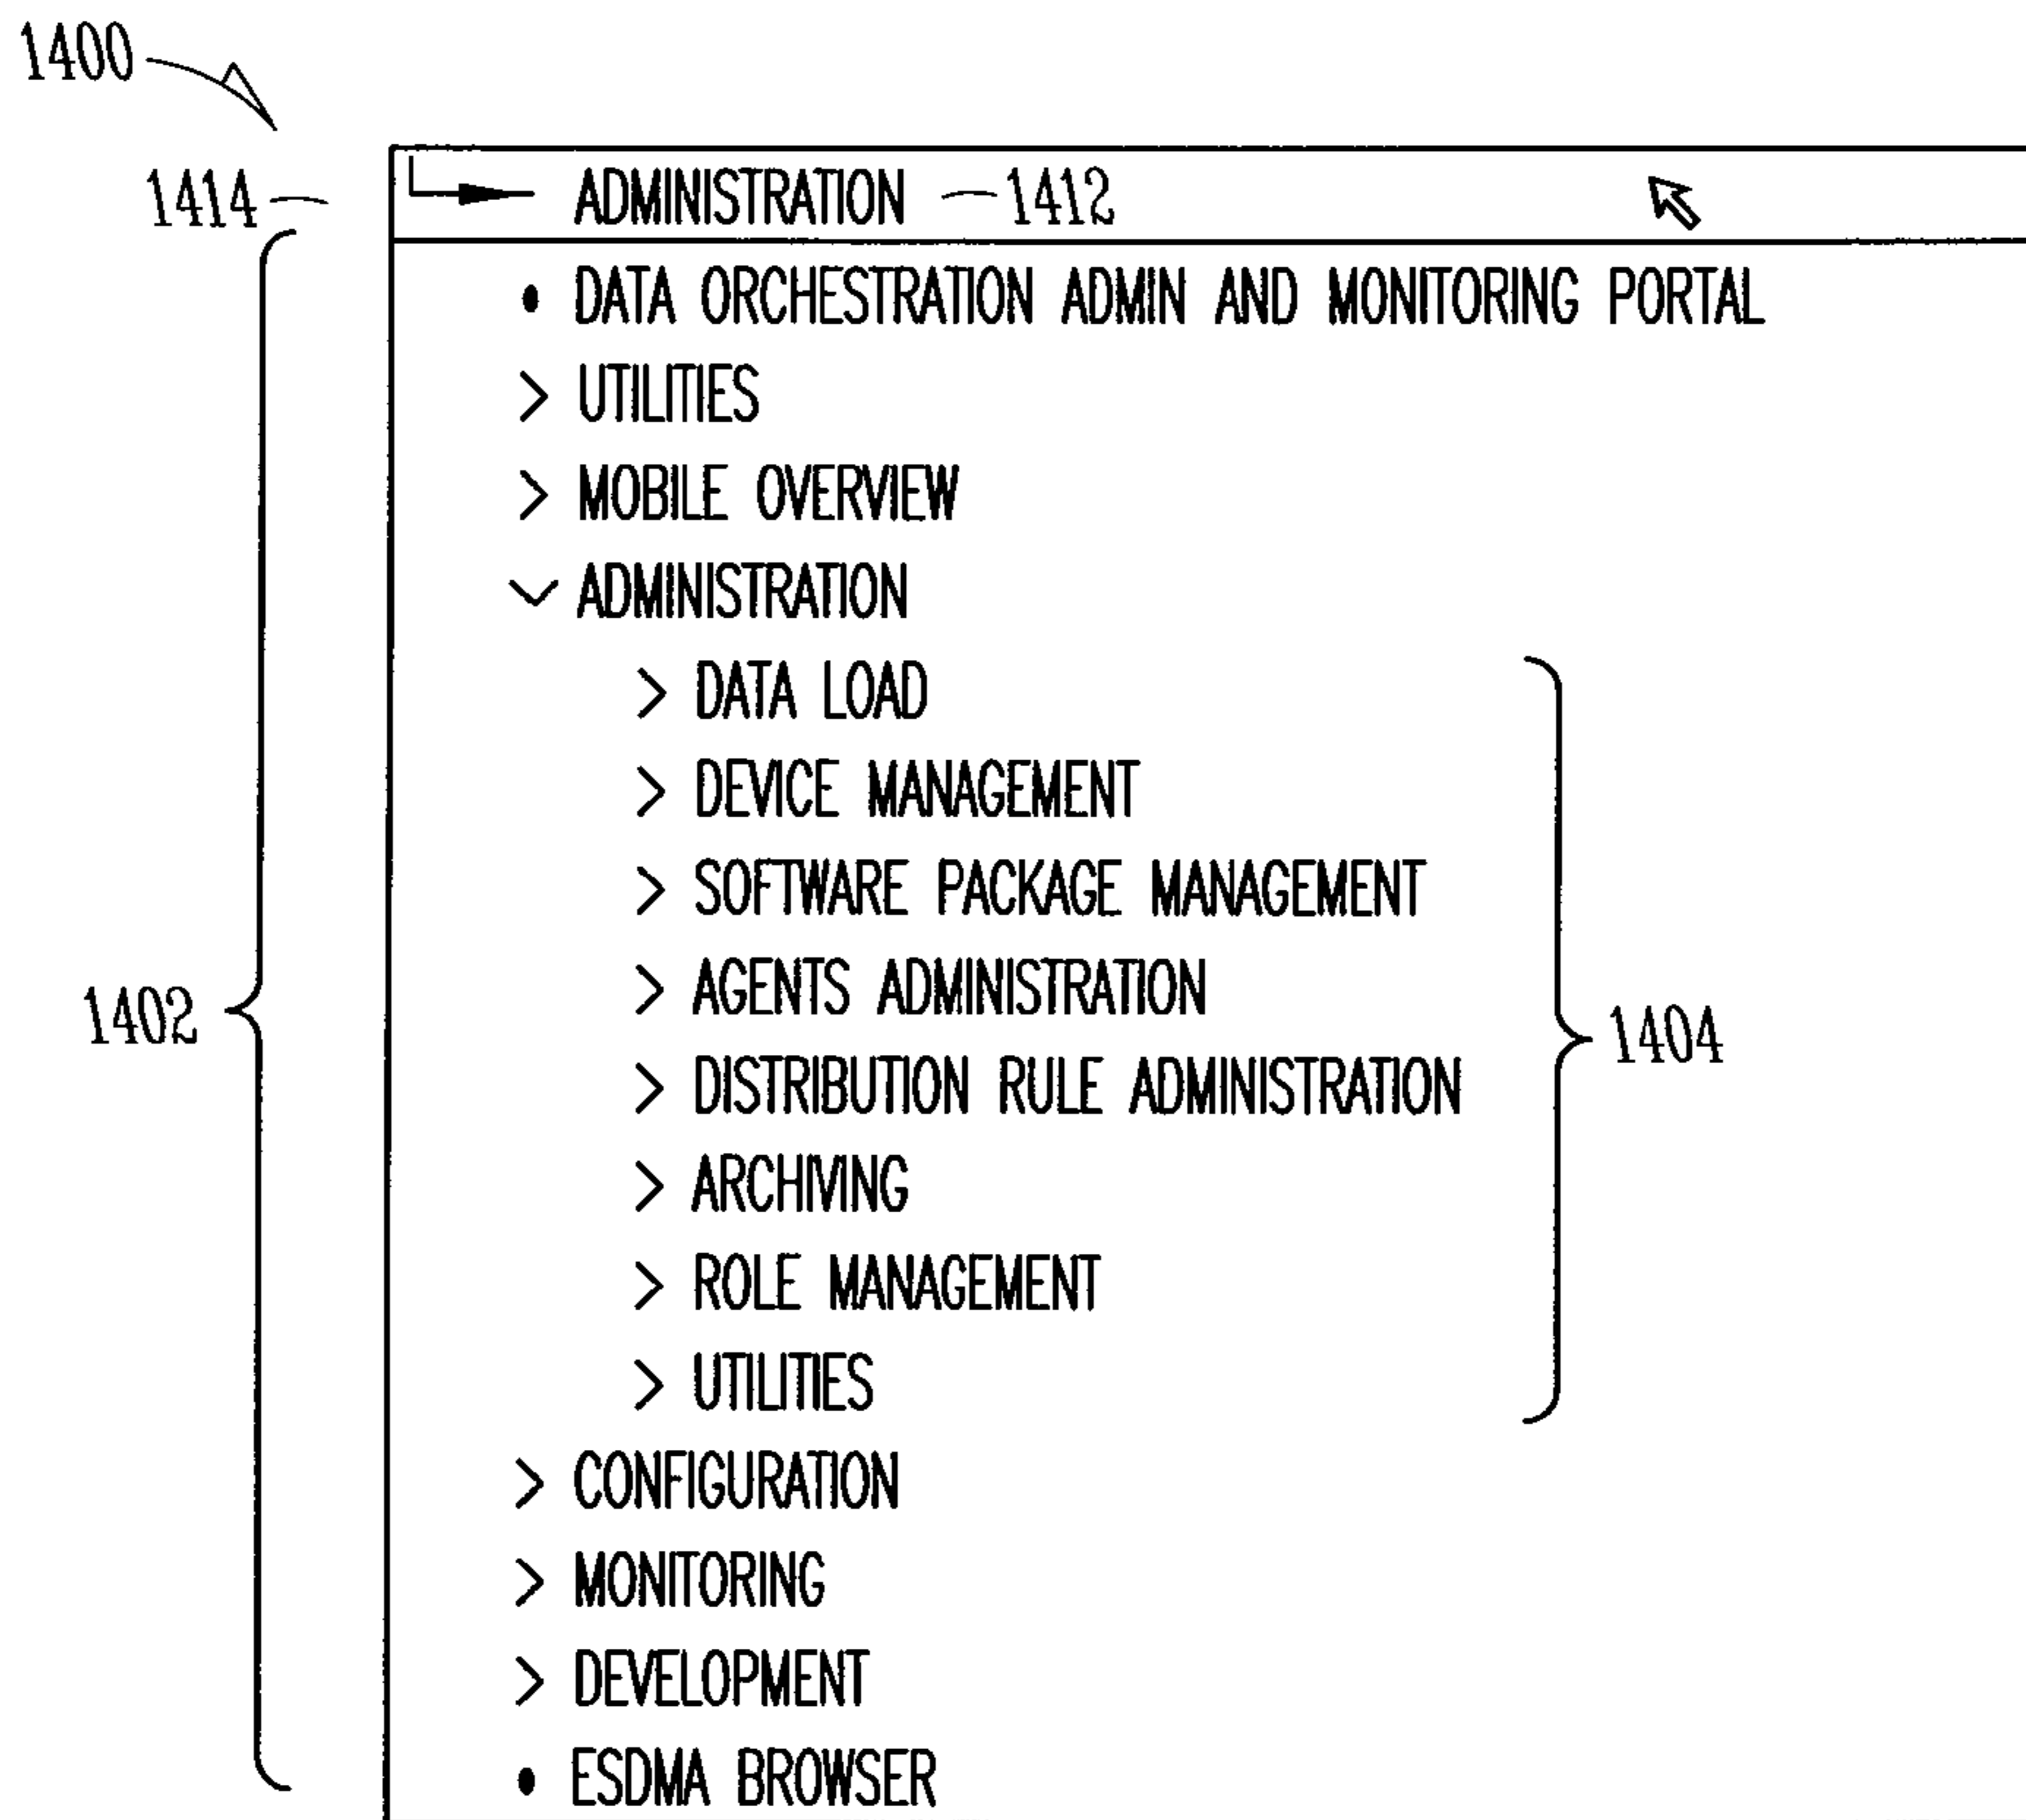 1400
1414 ADMINISTRATION 1412
• DATA ORCHESTRATION ADMIN AND MONITORING PORTAL
> UTILITIES
> MOBILE OVERVIEW
ADMINISTRATION
> DATA LOAD
> DEVICE MANAGEMENT
> SOFTWARE PACKAGE MANAGEMENT
> AGENTS ADMINISTRATION
1402
1404
> DISTRIBUTION RULE ADMINISTRATION
> ARCHIVING
> ROLE MANAGEMENT
> UTILITIES
> CONFIGURATION
> MONITORING
> DEVELOPMENT
• ESDMA BROWSER